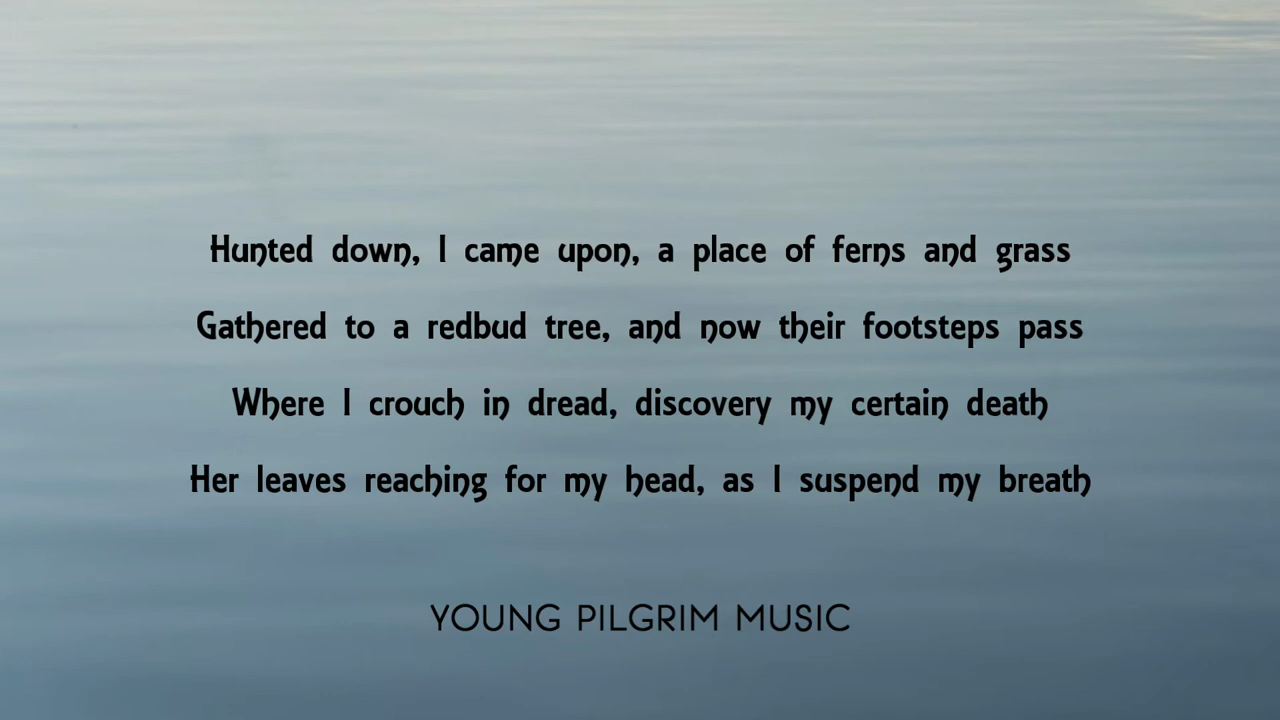 Hunted down, I came upon, a place of ferns and grass
Gathered to a redbud tree, and now their footsteps pass
Where I crouch in dread, discovery my certain death
Her leaves reaching for my head, as I suspend my breath
YOUNG PILGRIM MUSIC